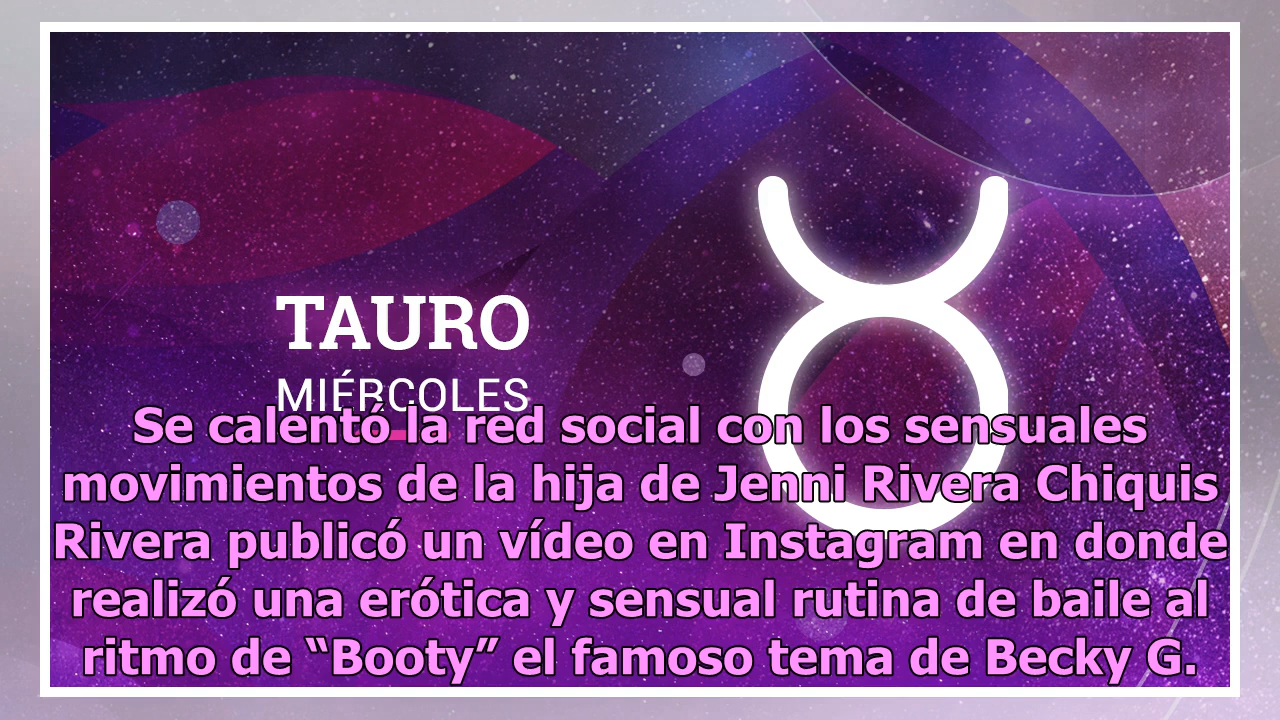 TAURO
MIÉRCOLES
Se calentó la red social con los sensuales
movimientos de la hija de Jenni Rivera Chiquis
Rivera publicó un vídeo en Instagram en donde
realizó una erótica y sensual rutina de baile al
ritmo de “Booty” el famoso tema de Becky G.